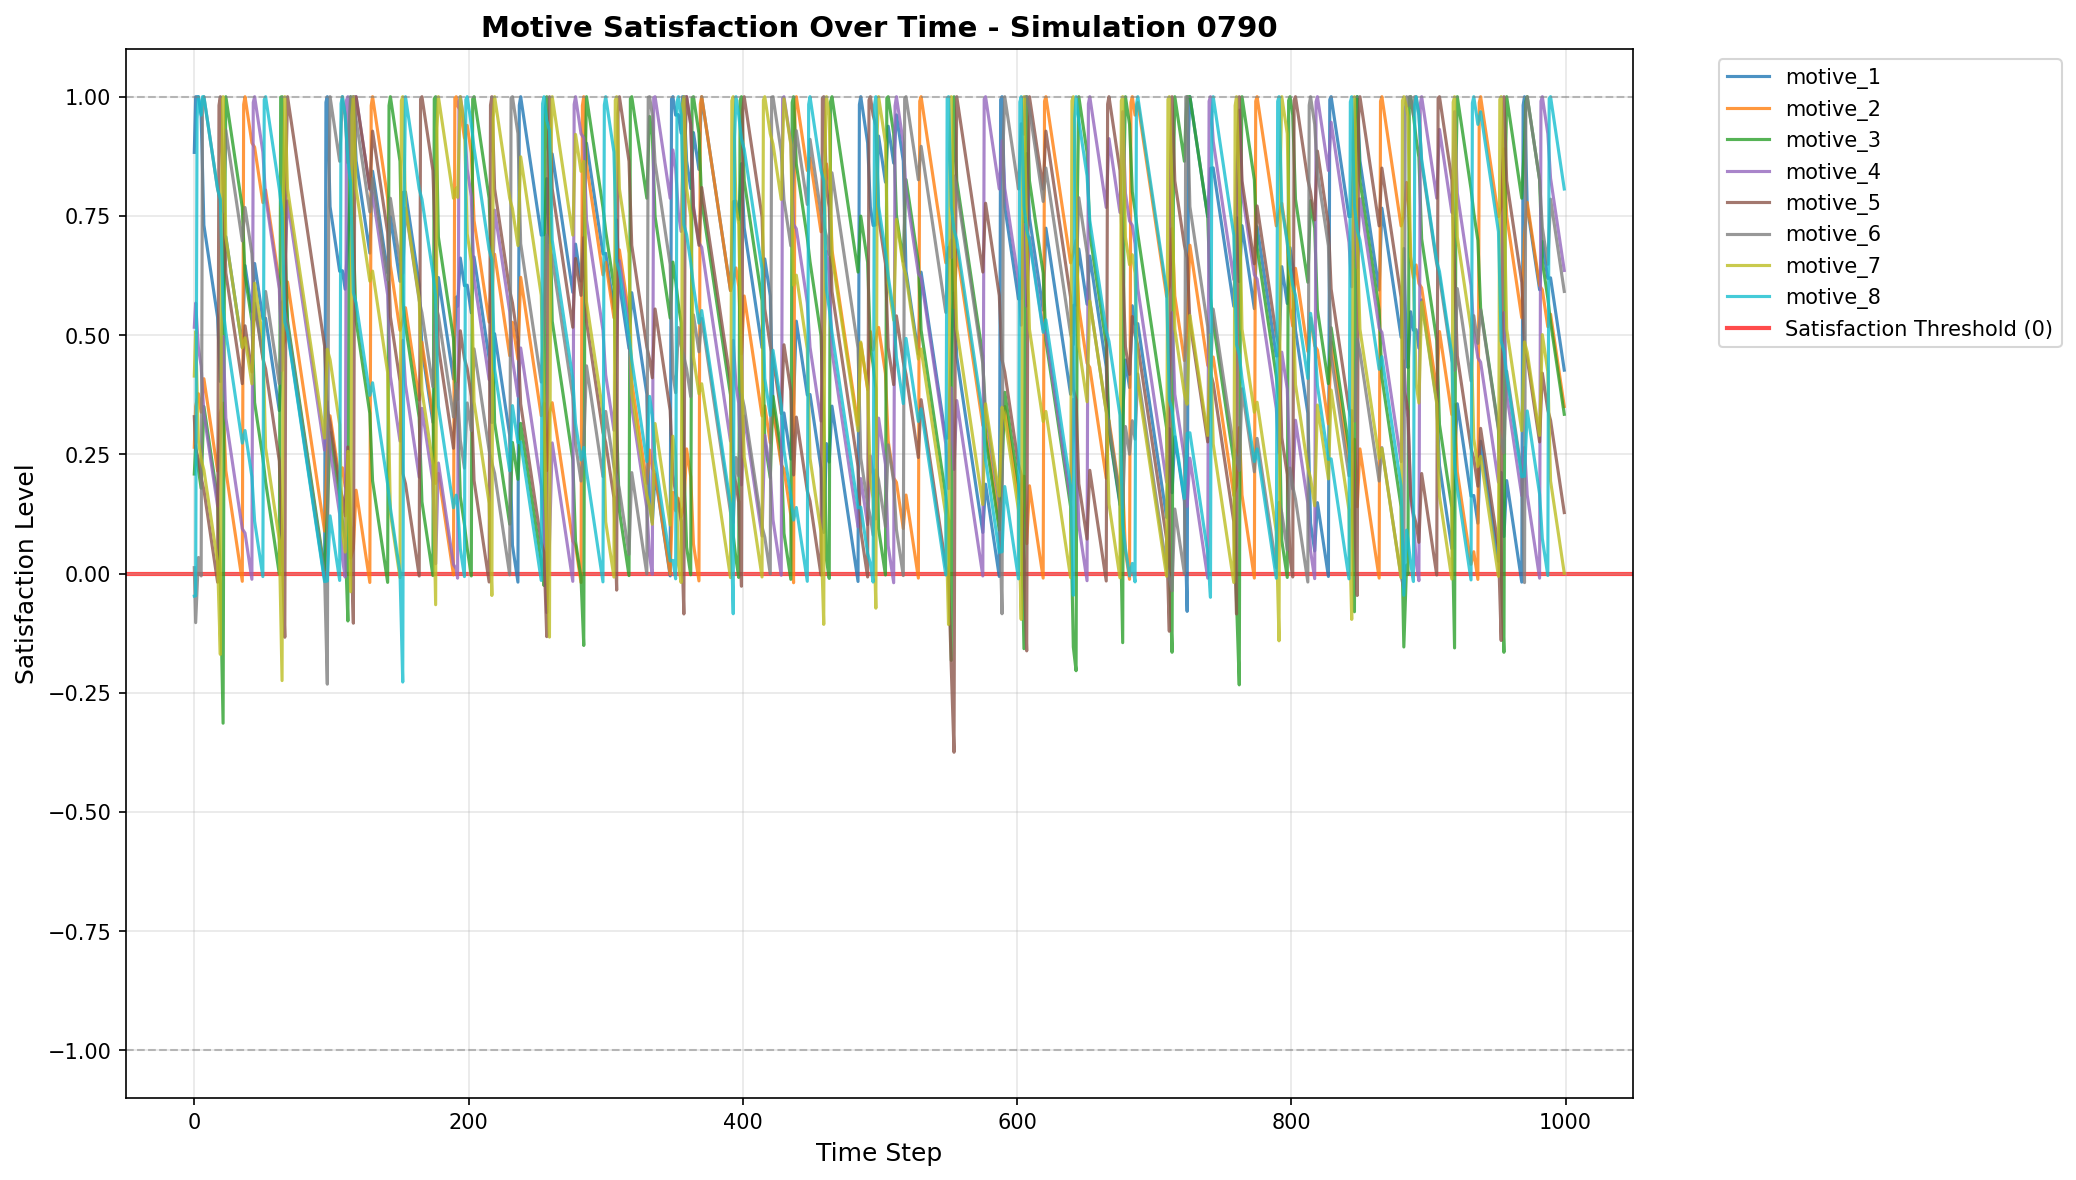 Motive Satisfaction Over Time - Simulation 0790
Satisfaction Level
1.00
0.75
0.50
0.25
0.00
−0.25
−0.50
−0.75
−1.00
0
200
400
600
800
1000
Time Step
motive_1
motive_2
motive_3
motive_4
motive_5
motive_6
motive_7
motive_8
Satisfaction Threshold (0)